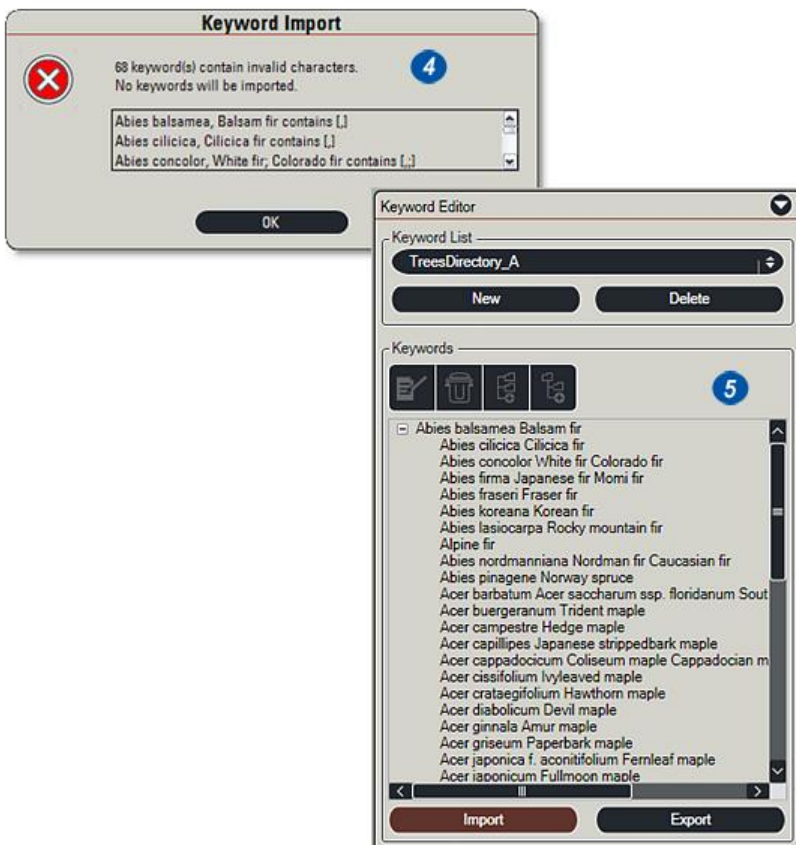 Keyword Import
68 keyword(s) contain invalid characters.
No keywords will be imported.
4
Abies balsamea, Balsam fir contains [,]
Abies cilicica, Cilicica fir contains [,]
Abies concolor, White fir; Colorado fir contains [,;]
OK
Keyword Editor
Keyword List
TreesDirectory_A
New
Delete
Keywords
5
Abies balsamea Balsam fir
Abies cilicica Cilicica fir
Abies concolor White fir Colorado fir
Abies firma Japanese fir Momi fir
Abies fraseri Fraser fir
Abies koreana Korean fir
Abies lasiocarpa Rocky mountain fir
Alpine fir
Abies nordmanniana Nordman fir Caucasian fir
Abies pinagene Norway spruce
Acer barbatum Acer saccharum ssp. floridanum Sout
Acer buergeranum Trident maple
Acer campestre Hedge maple
Acer capillipes Japanese strippedbark maple
Acer cappadocicum Coliseum maple Cappadocian m
Acer cissifolium Ivyleaved maple
Acer crataegifolium Hawthorn maple
Acer diabolicum Devil maple
Acer ginnala Amur maple
Acer griseum Paperbark maple
Acer japonica f. aconitifolium Fernleaf maple
Acer japonicum Fullmoon maple
Import
Export